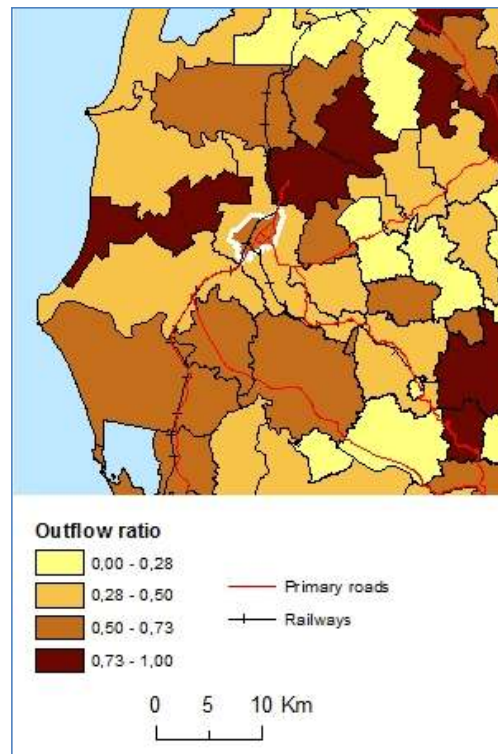 Outflow ratio
0,00 - 0,28
0,28 - 0,50
0,50 - 0,73
0,73 - 1,00
Primary roads
Railways
0 5 10 Km